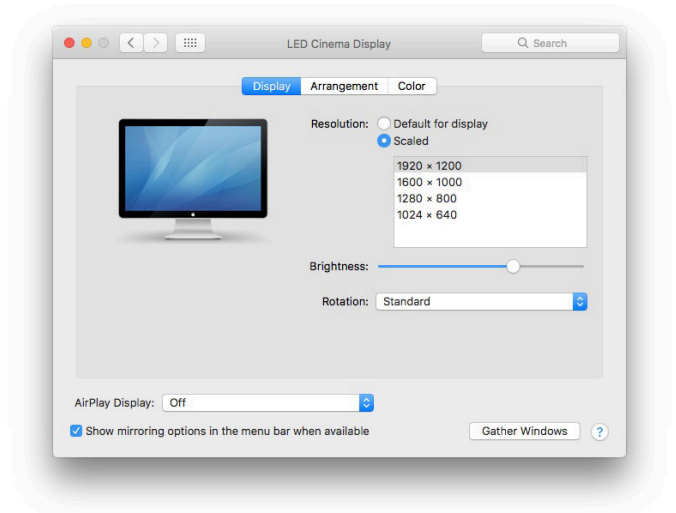 LED Cinema Display
Search
Display Arrangement Color
Resolution: Default for display
Scaled
1920 × 1200
1600 × 1000
1280 × 800
1024 × 640
Brightness:
Rotation: Standard
AirPlay Display: Off
Show mirroring options in the menu bar when available
Gather Windows ?